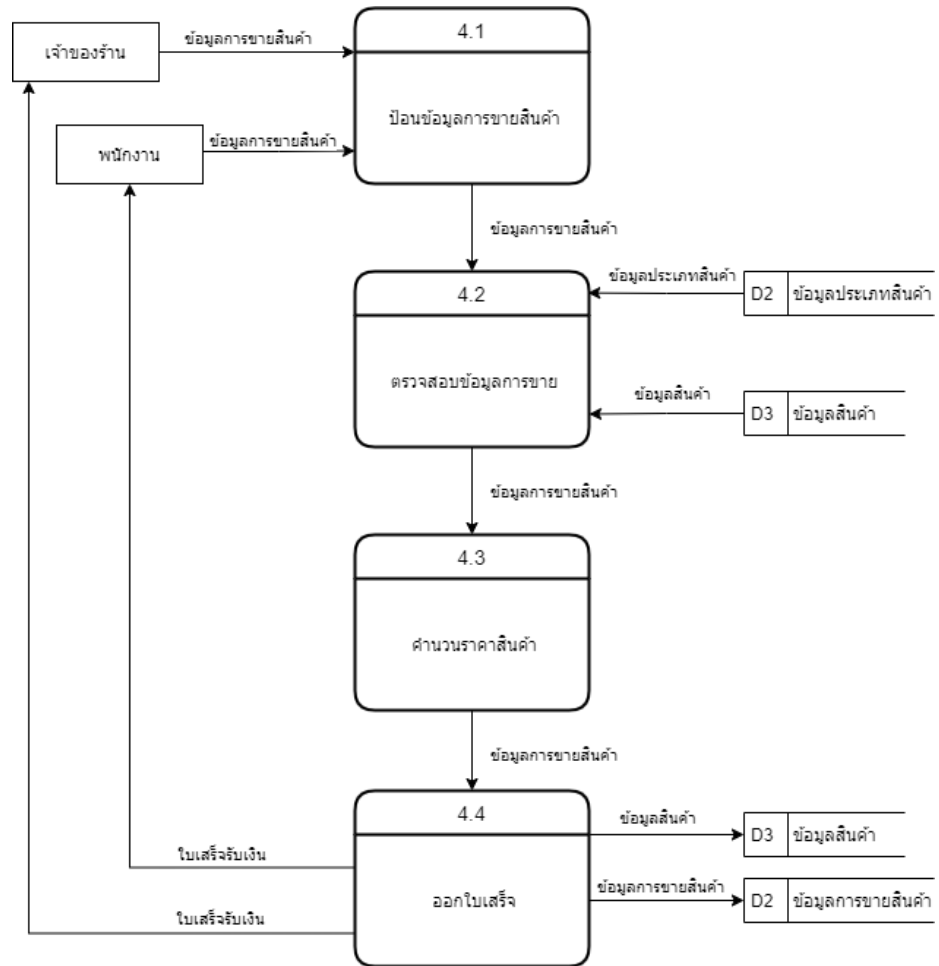 4.1
เจ้าของร้าน
ข้อมูลการขายสินค้า
ป้อนข้อมูลการขายสินค้า
พนักงาน
ข้อมูลการขายสินค้า
ข้อมูลการขายสินค้า
4.2
ข้อมูลประเภทสินค้า
D2 ข้อมูลประเภทสินค้า
ตรวจสอบข้อมูลการขาย
ข้อมูลสินค้า
D3 ข้อมูลสินค้า
ข้อมูลการขายสินค้า
4.3
คำนวนราคาสินค้า
ข้อมูลการขายสินค้า
4.4
ข้อมูลสินค้า
D3 ข้อมูลสินค้า
ใบเสร็จรับเงิน
ออกใบเสร็จ
ข้อมูลการขายสินค้า
D2 ข้อมูลการขายสินค้า
ใบเสร็จรับเงิน